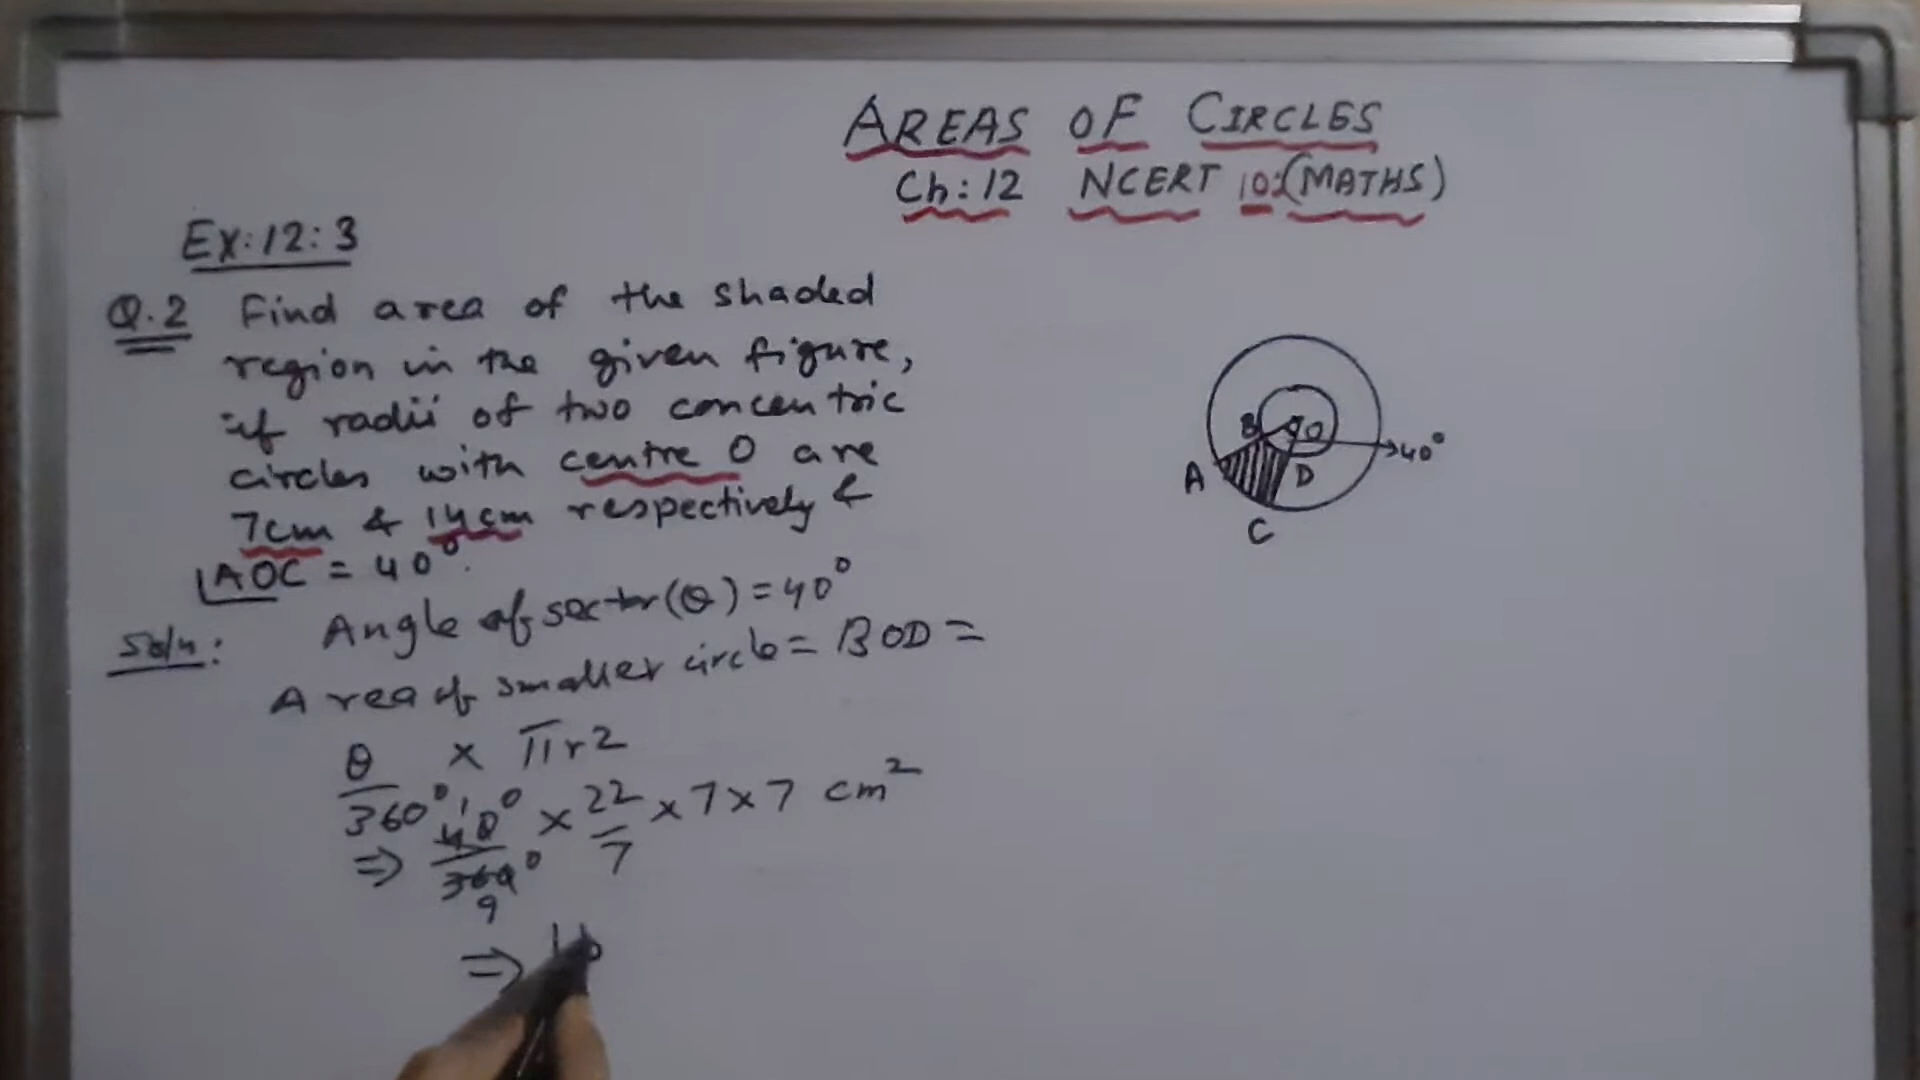 AREAS OF CIRCLES
Ch:12 NCERT 10:(MATHS)
Ex:12:3
Q.2 Find area of the shaded
region in the given figure,
if radii of two concentric
circles with centre O are
7cm & 14cm respectively &
∠AOC = 40°.
Soln: Angle of sector(θ) = 40°
Area of smaller circle = BOD =
θ/360° × πr2
⇒ 40°/360° × 22/7 × 7 × 7 cm²
1
9
⇒
B O
40°
A D
C